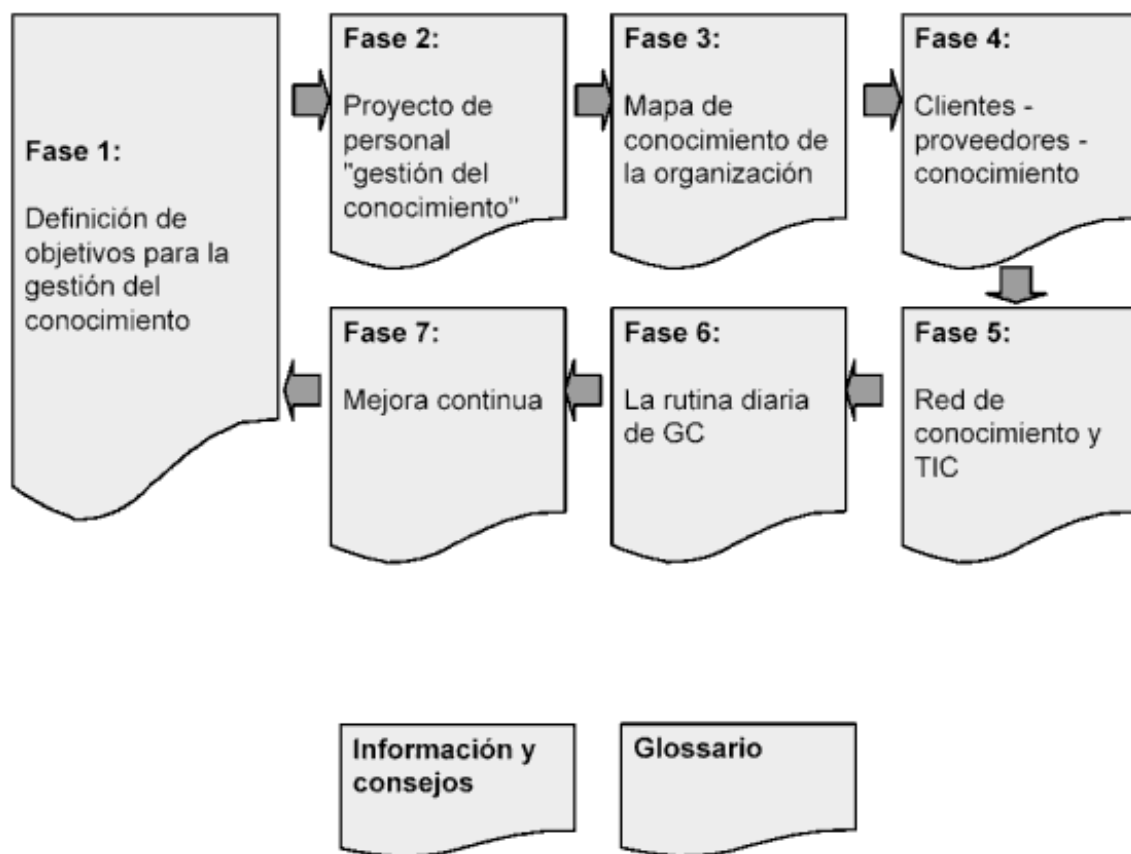 Fase 1:
Definición de
objetivos para la
gestión del
conocimiento
Fase 2:
Proyecto de
personal
"gestión del
conocimiento"
Fase 3:
Mapa de
conocimiento de
la organización
Fase 4:
Clientes -
proveedores -
conocimiento
Fase 5:
Red de
conocimiento y
TIC
Fase 6:
La rutina diaria
de GC
Fase 7:
Mejora continua
Información y
consejos
Glossario